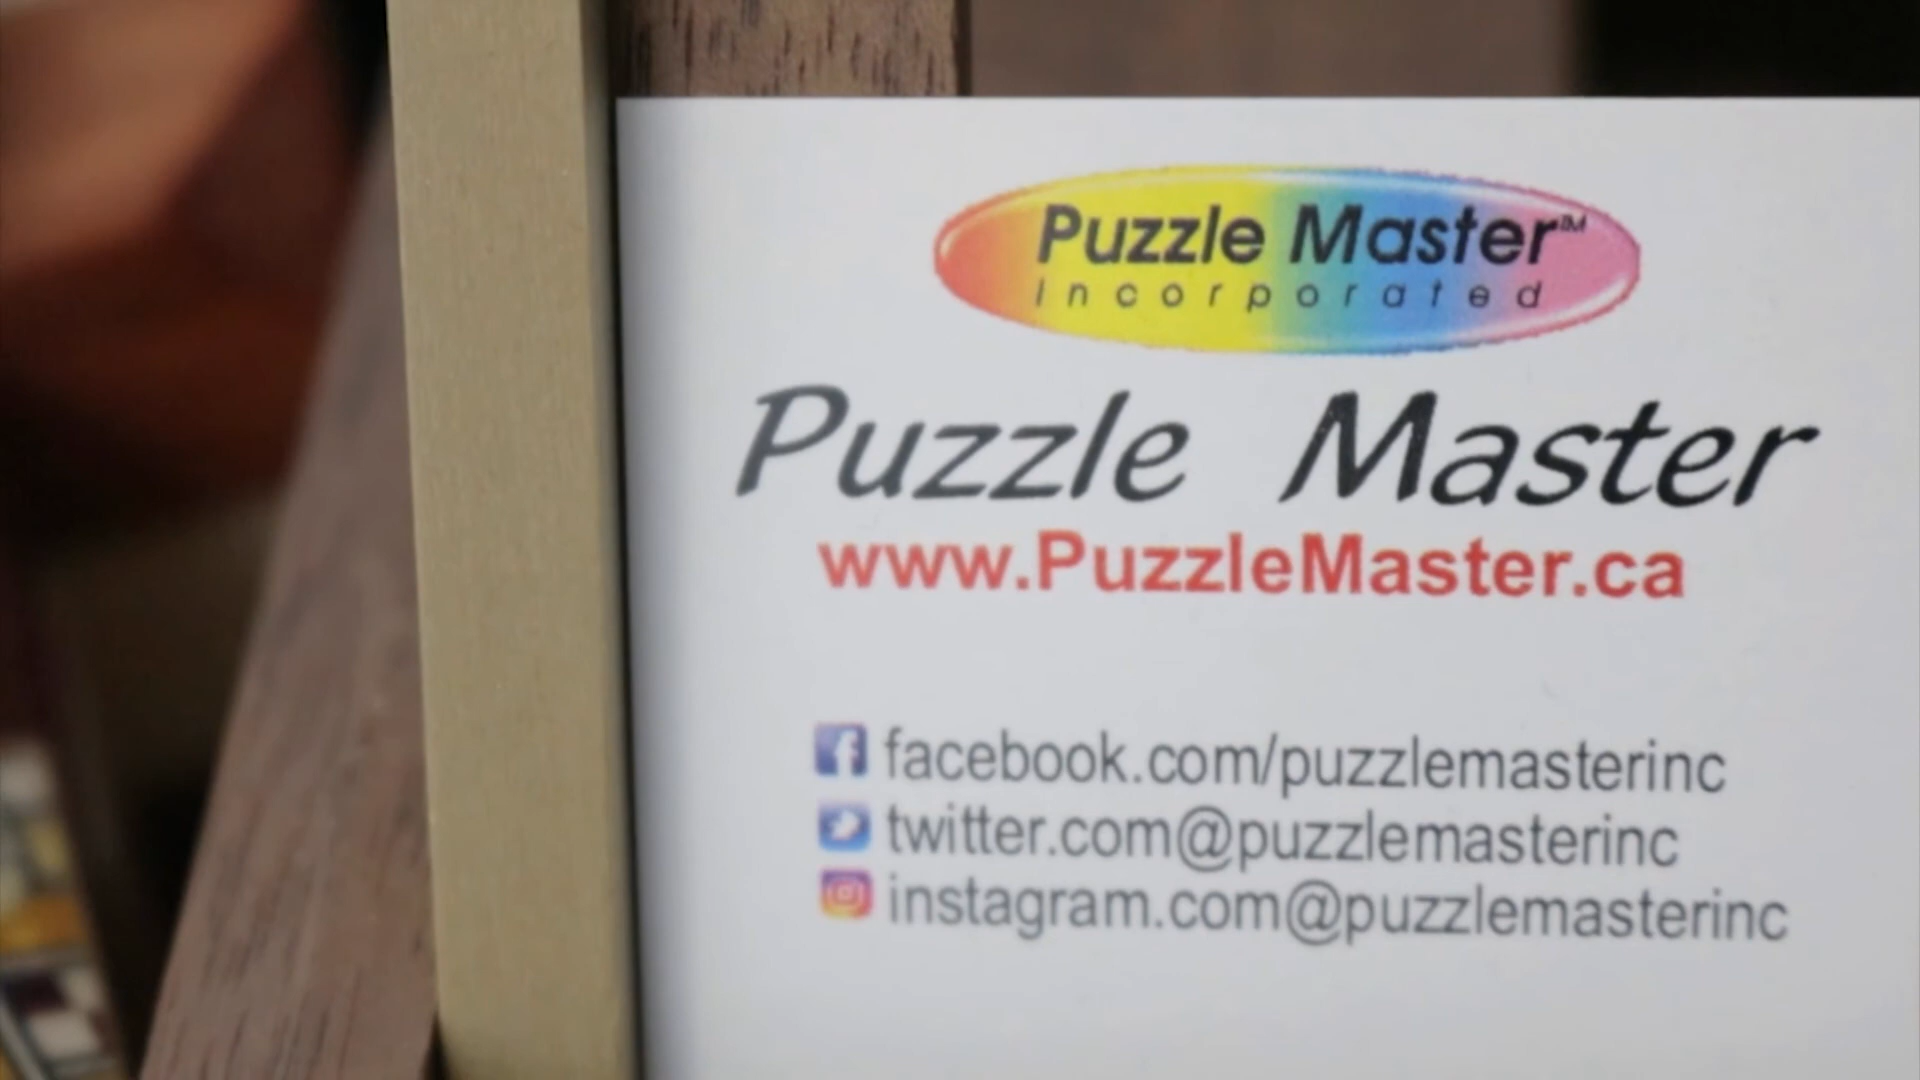 Puzzle Master™
Incorporated
Puzzle Master
www.PuzzleMaster.ca
facebook.com/puzzlemasterinc
twitter.com@puzzlemasterinc
instagram.com@puzzlemasterinc